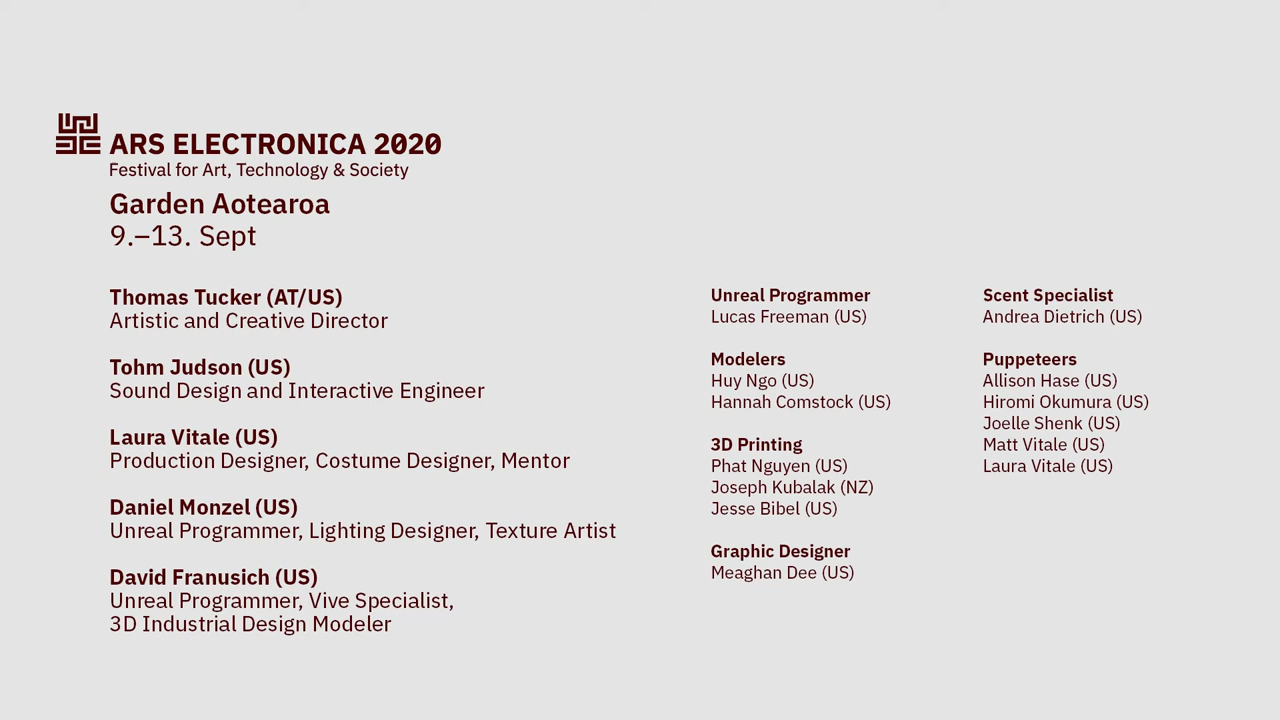 ARS ELECTRONICA 2020
Festival for Art, Technology & Society
Garden Aotearoa
9.–13. Sept
Thomas Tucker (AT/US)
Artistic and Creative Director
Tohm Judson (US)
Sound Design and Interactive Engineer
Laura Vitale (US)
Production Designer, Costume Designer, Mentor
Daniel Monzel (US)
Unreal Programmer, Lighting Designer, Texture Artist
David Franusich (US)
Unreal Programmer, Vive Specialist,
3D Industrial Design Modeler
Unreal Programmer
Lucas Freeman (US)
Modelers
Huy Ngo (US)
Hannah Comstock (US)
3D Printing
Phat Nguyen (US)
Joseph Kubalak (NZ)
Jesse Bibel (US)
Graphic Designer
Meaghan Dee (US)
Scent Specialist
Andrea Dietrich (US)
Puppeteers
Allison Hase (US)
Hiromi Okumura (US)
Joelle Shenk (US)
Matt Vitale (US)
Laura Vitale (US)